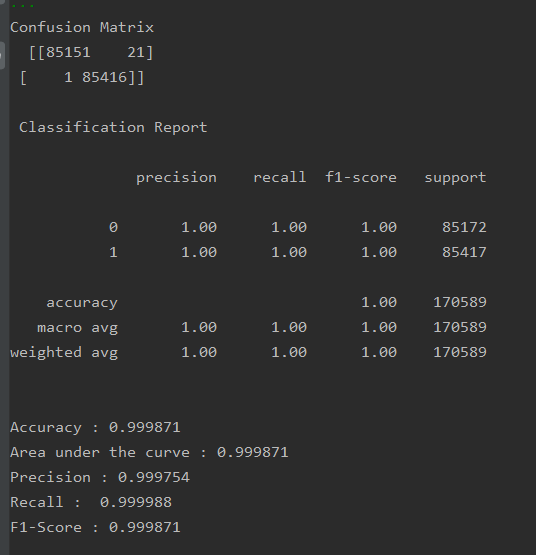 ...
Confusion Matrix
[[85151 21]
[ 1 85416]]
Classification Report
precision recall f1-score support
0 1.00 1.00 1.00 85172
1 1.00 1.00 1.00 85417
accuracy 1.00 170589
macro avg 1.00 1.00 1.00 170589
weighted avg 1.00 1.00 1.00 170589
Accuracy : 0.999871
Area under the curve : 0.999871
Precision : 0.999754
Recall :  0.999988
F1-Score : 0.999871